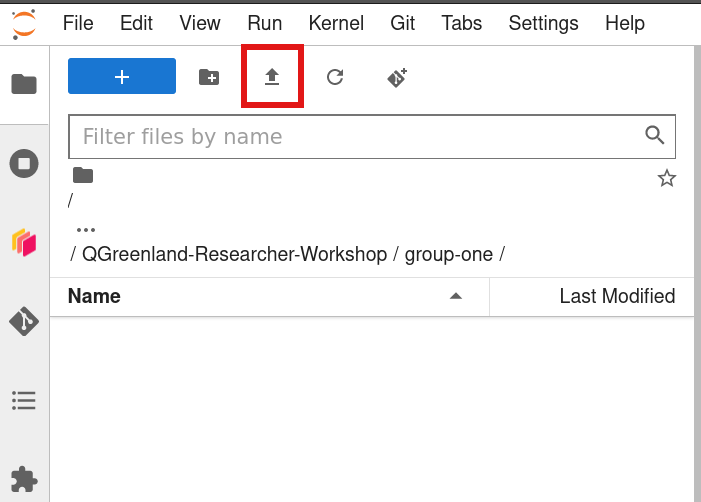 File Edit View Run Kernel Git Tabs Settings Help
+
Filter files by name
/
...
/ QGreenland-Researcher-Workshop / group-one /
Name Last Modified